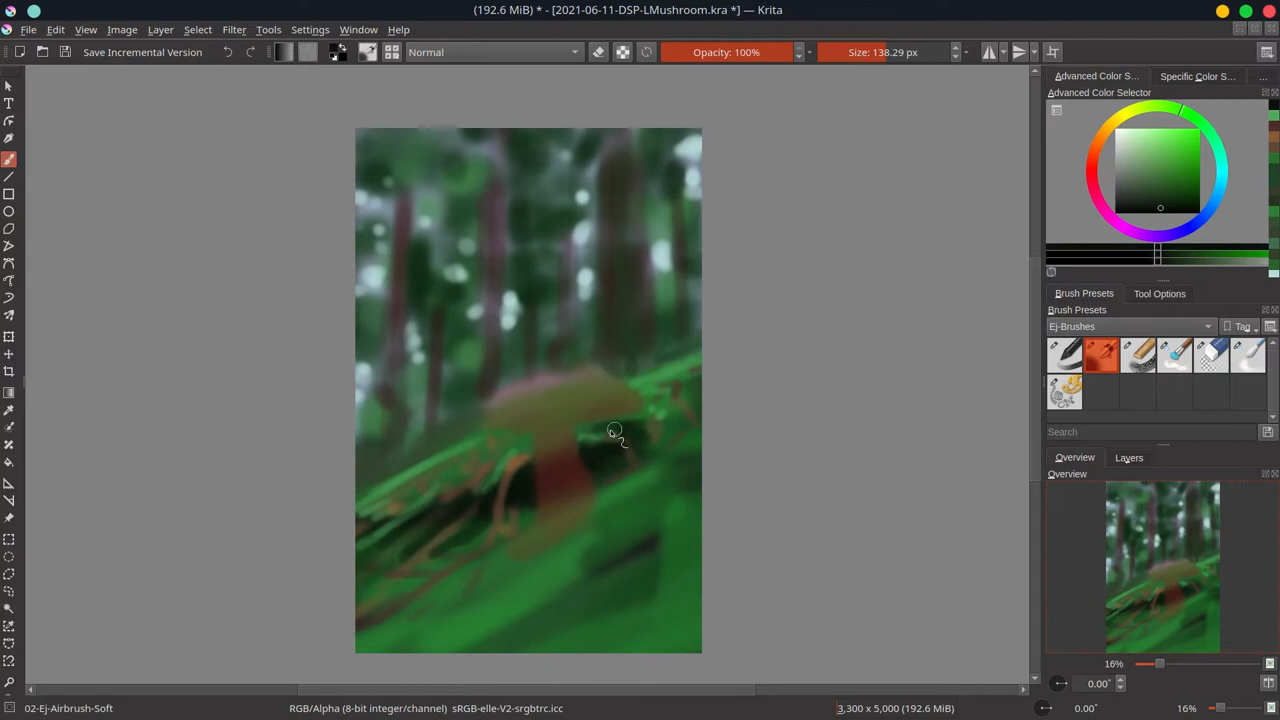 (192.6 MiB) * - [2021-06-11-DSP-LMushroom.kra *] — Krita
File Edit View Image Layer Select Filter Tools Settings Window Help
Save Incremental Version
Normal
Opacity: 100%
Size: 138.29 px
Advanced Color S...
Specific Color S...
...
Advanced Color Selector
Brush Presets
Tool Options
Brush Presets
Ej-Brushes
Tag
Search
Overview
Layers
Overview
16%
0.00°
02-Ej-Airbrush-Soft
RGB/Alpha (8-bit integer/channel) sRGB-elle-V2-srgbtrc.icc
3,300 x 5,000 (192.6 MiB)
0.00°
16%